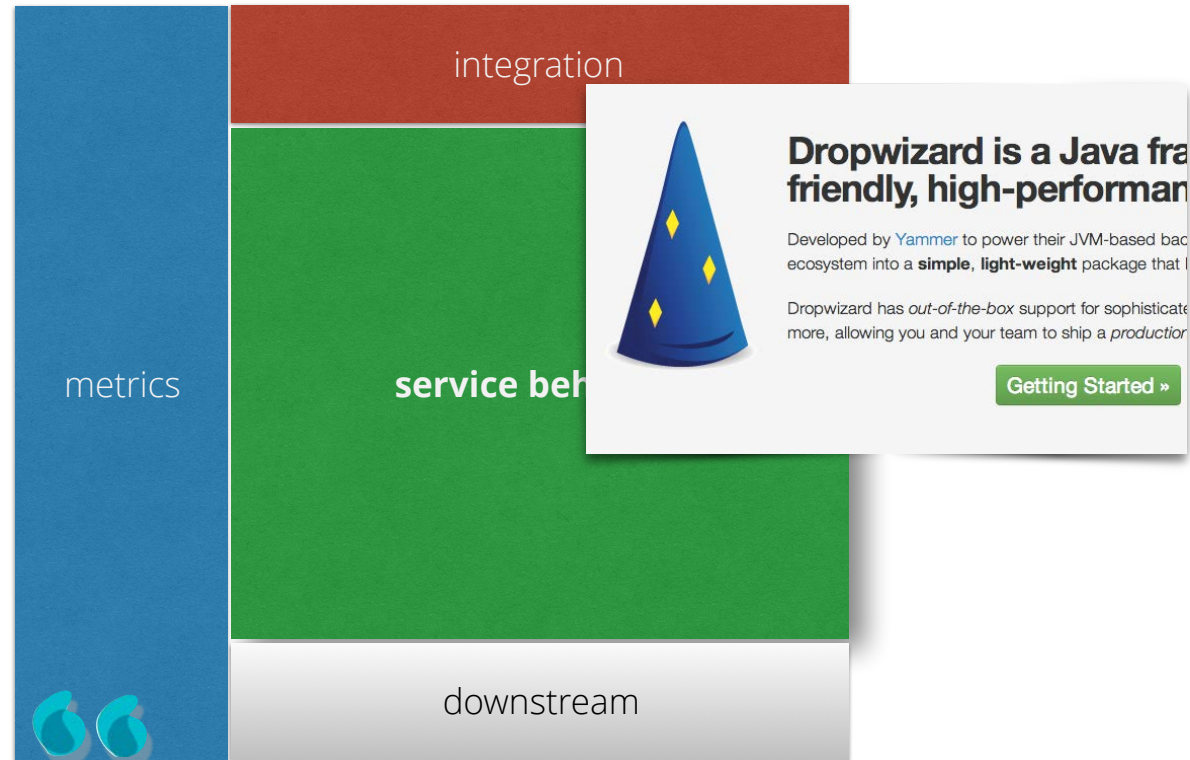 integration
Dropwizard is a Java fra
friendly, high-performan
Developed by Yammer to power their JVM-based bac
ecosystem into a simple, light-weight package that
Dropwizard has out-of-the-box support for sophisticate
more, allowing you and your team to ship a production
Getting Started »
metrics
service beh
downstream